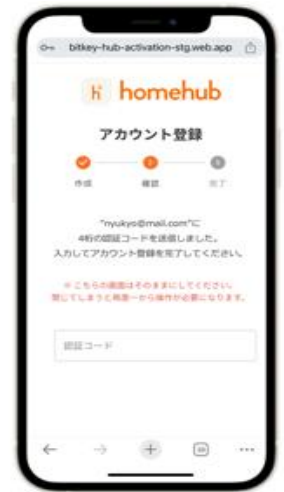 bitkey-hub-activation-stg.web.app
homehub
アカウント登録
作成 確認 完了
"nyukyo@mail.com"に
4桁の認証コードを送信しました。
入力してアカウント登録を完了してください。
※こちらの画面はそのままにしてください。
閉じてしまうと再度一から操作が必要になります。
認証コード